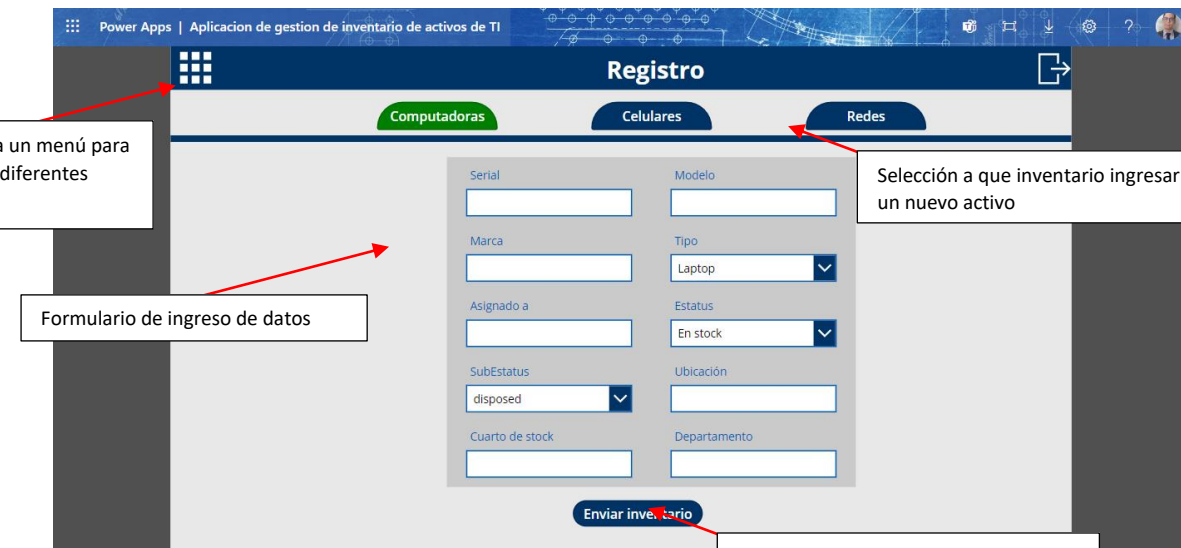 Power Apps | Aplicacion de gestion de inventario de activos de TI
?
Registro
Computadoras
Celulares
Redes
a un menú para
diferentes
Selección a que inventario ingresar
un nuevo activo
Serial
Modelo
Marca
Tipo
Laptop
Formulario de ingreso de datos
Asignado a
Estatus
En stock
SubEstatus
Ubicación
disposed
Cuarto de stock
Departamento
Enviar inventario